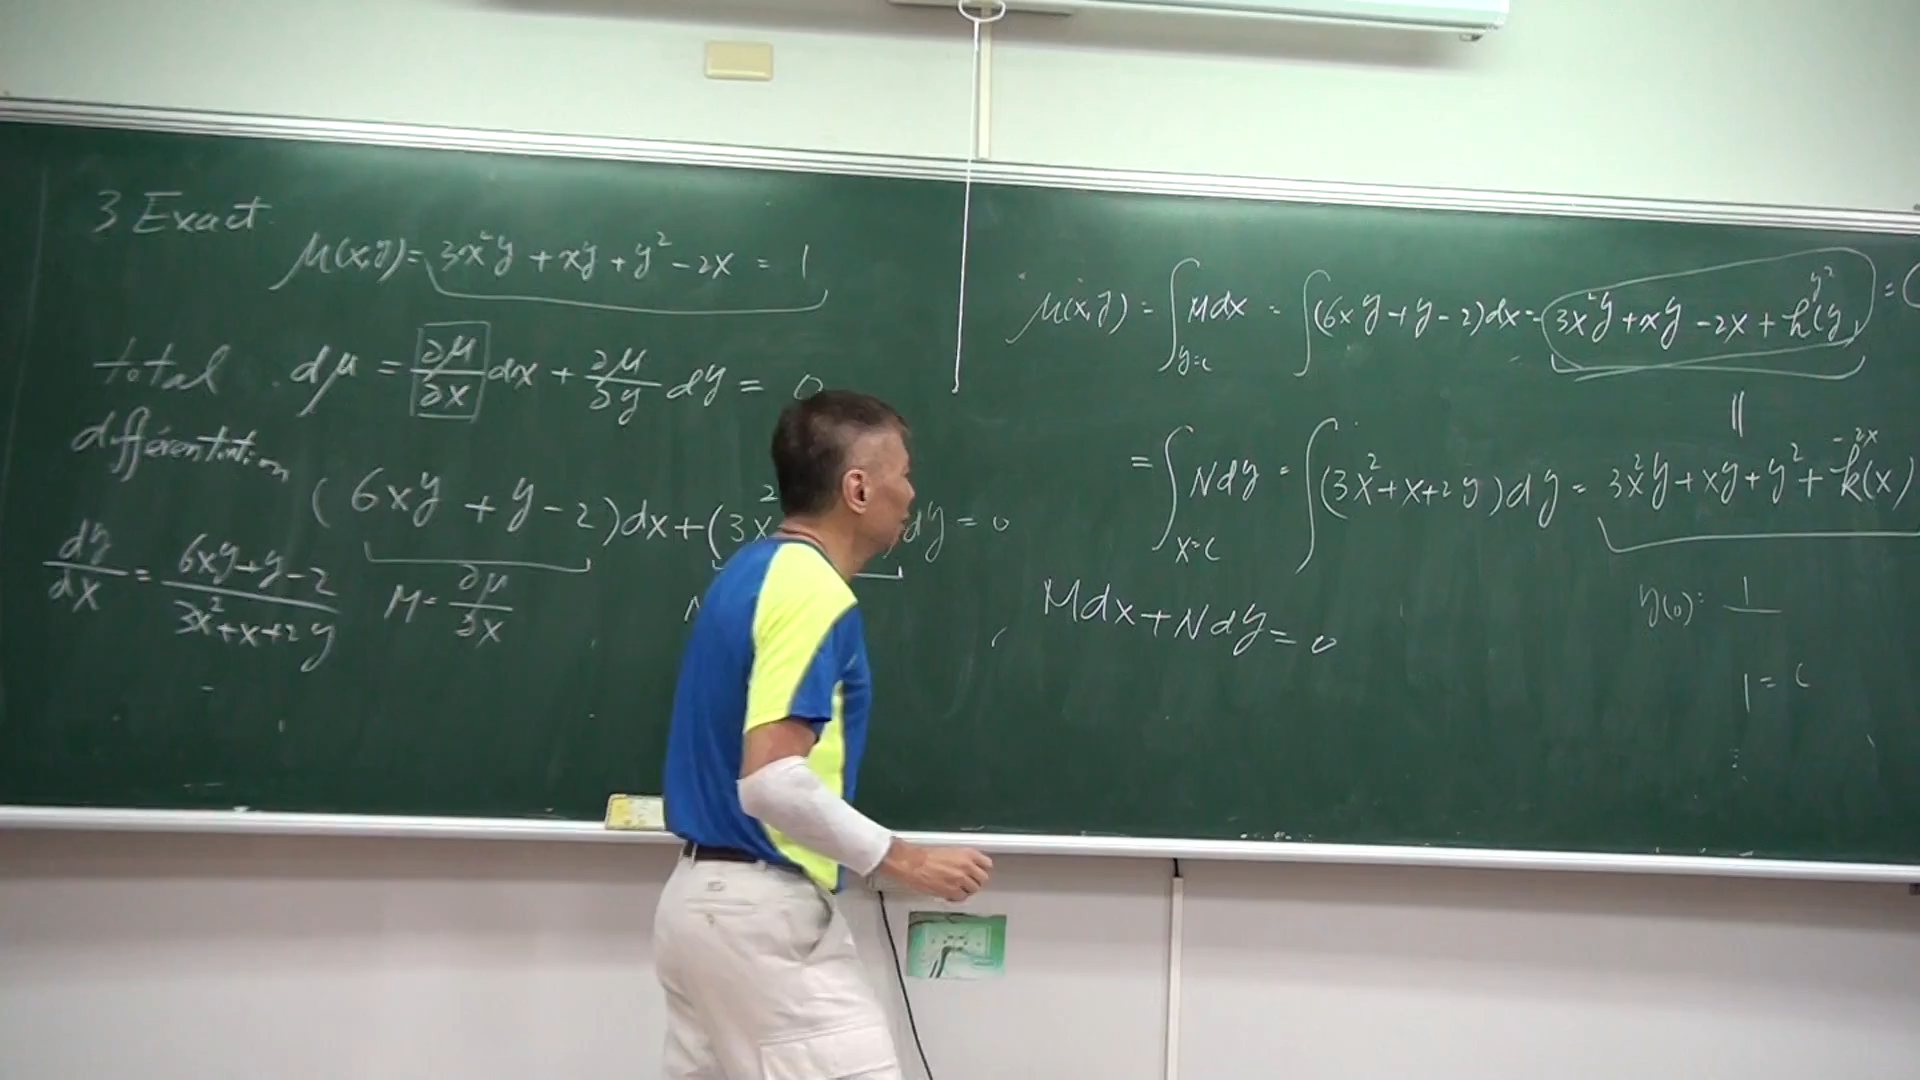 3 Exact
μ(x,y) = 3x²y + xy + y² - 2x = 1
total dμ = ∂μ/∂x dx + ∂μ/∂y dy = 0
differentiation
(6xy + y - 2)dx + (3x² dy = 0
dy/dx = 6xy+y-2 / 3x²+x+2y
M = ∂μ/∂x
μ(x,y) = ∫ Mdx = ∫(6xy + y - 2)dx = 3x²y + xy - 2x + h(y)
y=c
y²
=
||
= ∫ Ndy = ∫(3x²+x+2y)dy = 3x²y + xy + y² + k(x)
x=c
-2x
Mdx + Ndy = 0
y(0) = 1
1 = c